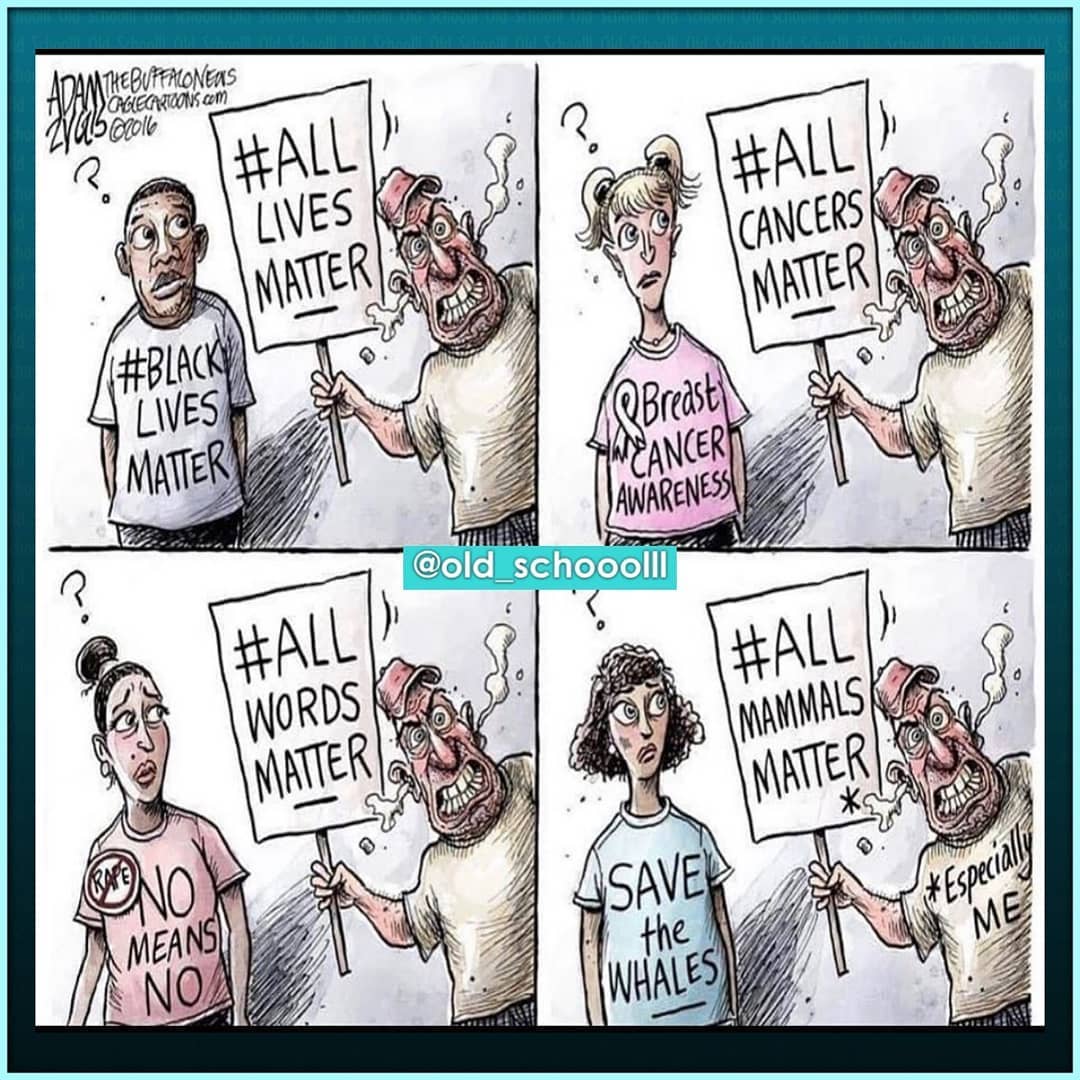 ADAM THE BUFFALO NEWS
ZYGLIS CAGLECARTOONS.com
©2016
?
#ALL
LIVES
MATTER
#BLACK
LIVES
MATTER
?
#ALL
CANCERS
MATTER
Breast
CANCER
AWARENESS
@old_schooolll
?
#ALL
WORDS
MATTER
RAPE
NO
MEANS
NO
?
#ALL
MAMMALS
MATTER
*
SAVE
the
WHALES
*Especially
ME